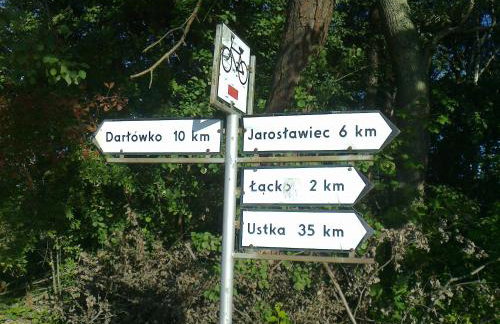 Darłówko 10 km
Jarosławiec 6 km
Łącko 2 km
Ustka 35 km